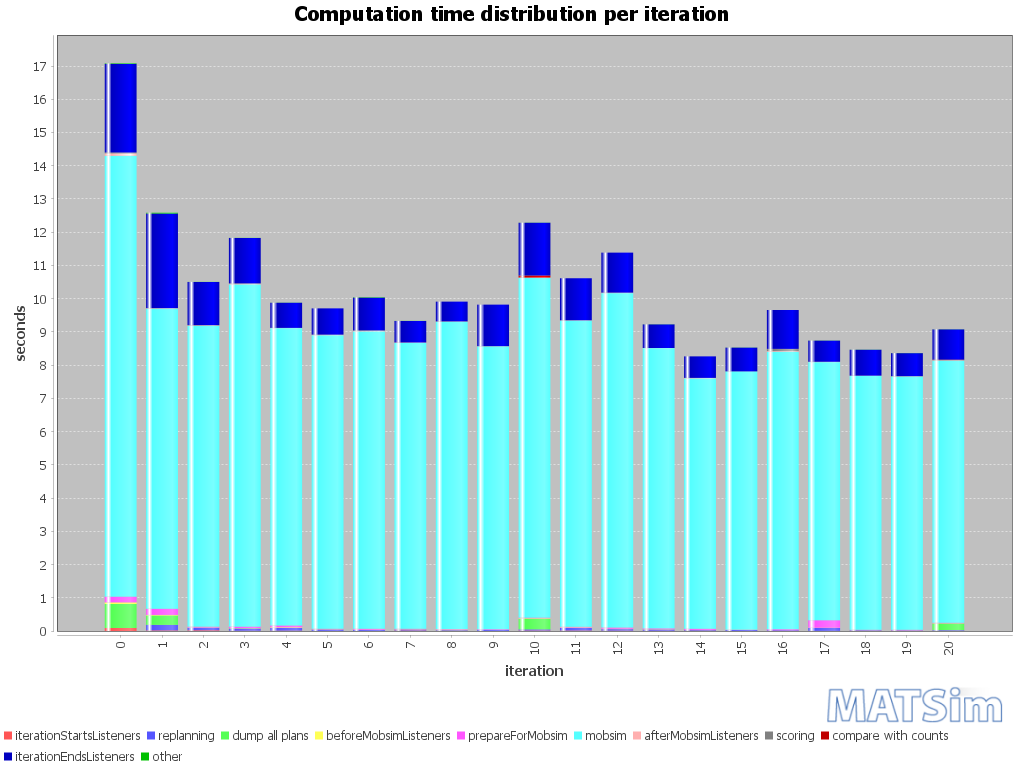 Computation time distribution per iteration
seconds
17
16
15
14
13
12
11
10
9
8
7
6
5
4
3
2
1
0
0 1 2 3 4 5 6 7 8 9 10 11 12 13 14 15 16 17 18 19 20
iteration
MATSim
iterationStartsListeners replanning dump all plans beforeMobsimListeners prepareForMobsim mobsim afterMobsimListeners scoring compare with counts
iterationEndsListeners other